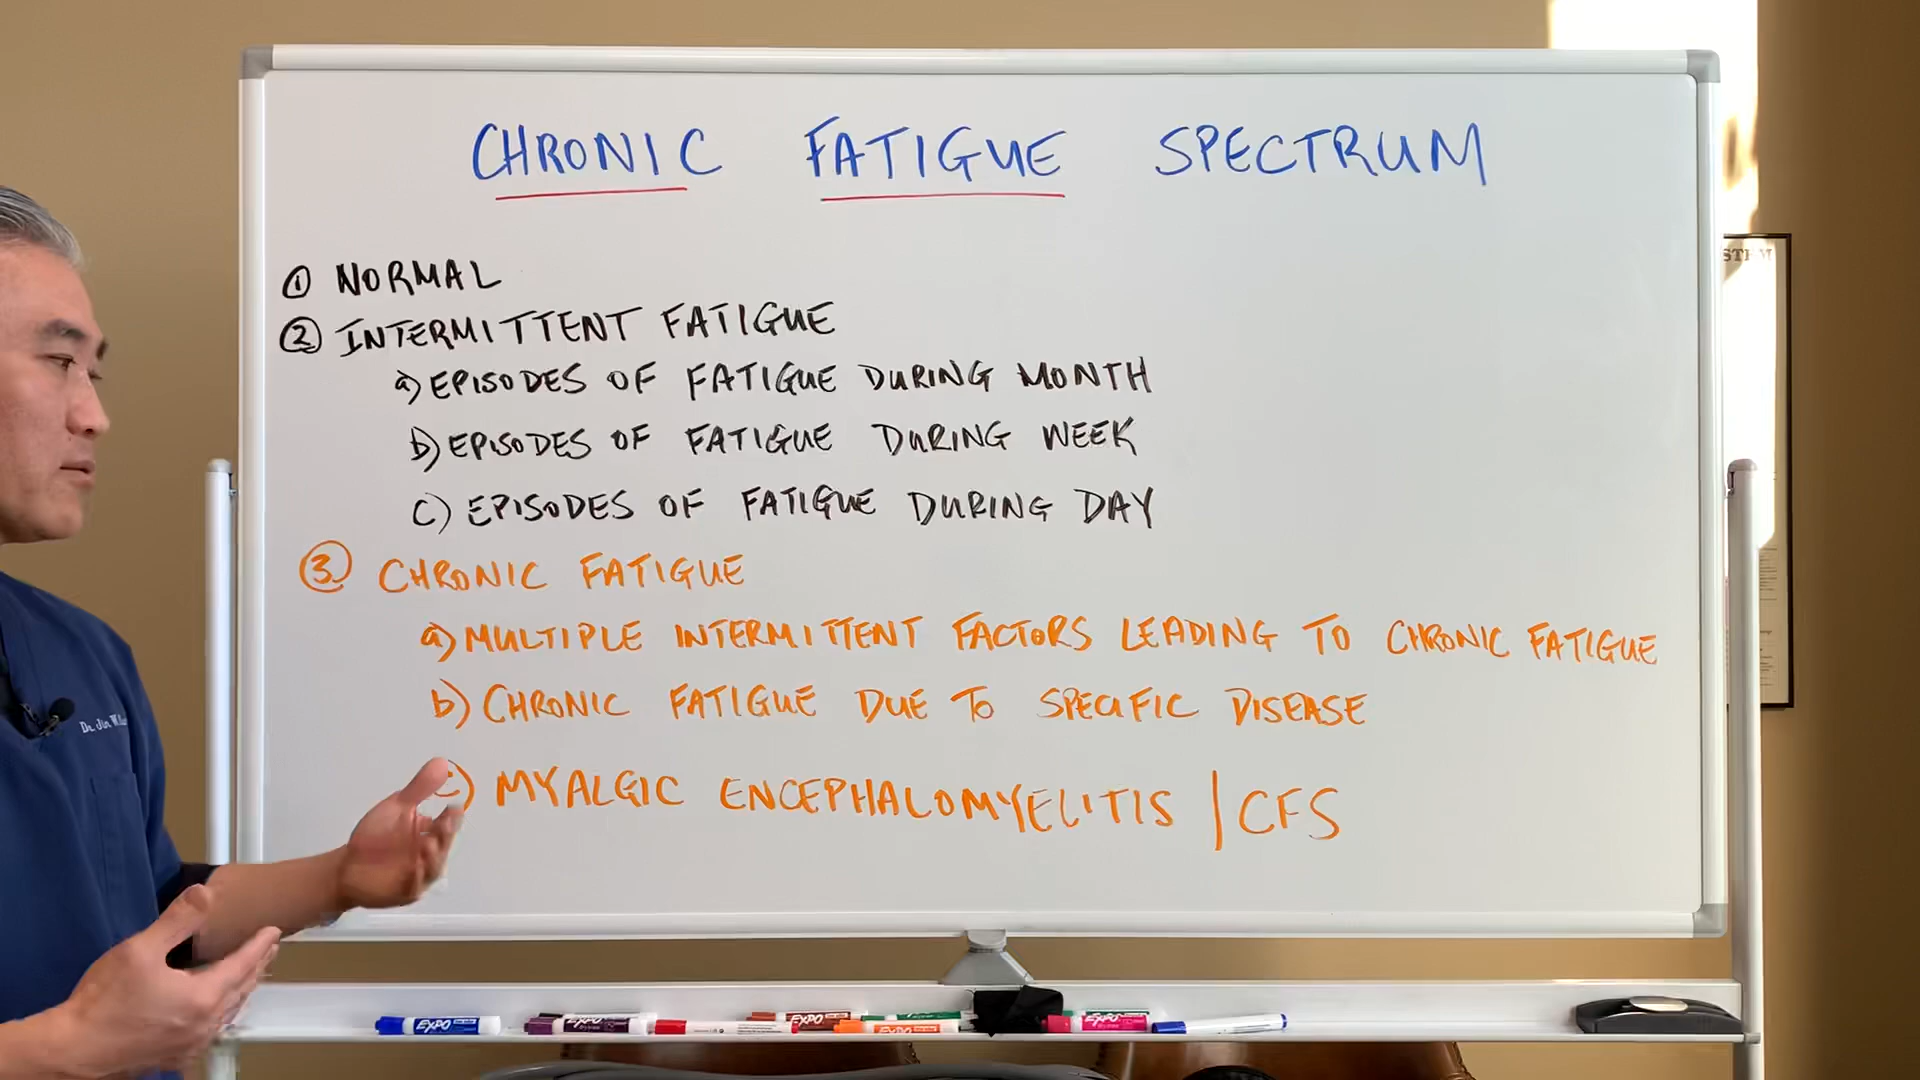 CHRONIC FATIGUE SPECTRUM
① NORMAL
② INTERMITTENT FATIGUE
a) EPISODES OF FATIGUE DURING MONTH
b) EPISODES OF FATIGUE DURING WEEK
c) EPISODES OF FATIGUE DURING DAY
③ CHRONIC FATIGUE
a) MULTIPLE INTERMITTENT FACTORS LEADING TO CHRONIC FATIGUE
b) CHRONIC FATIGUE DUE TO SPECIFIC DISEASE
c) MYALGIC ENCEPHALOMYELITIS / CFS
Dr.
EXPO
EXPO
EXPO
EXPO
EXPO